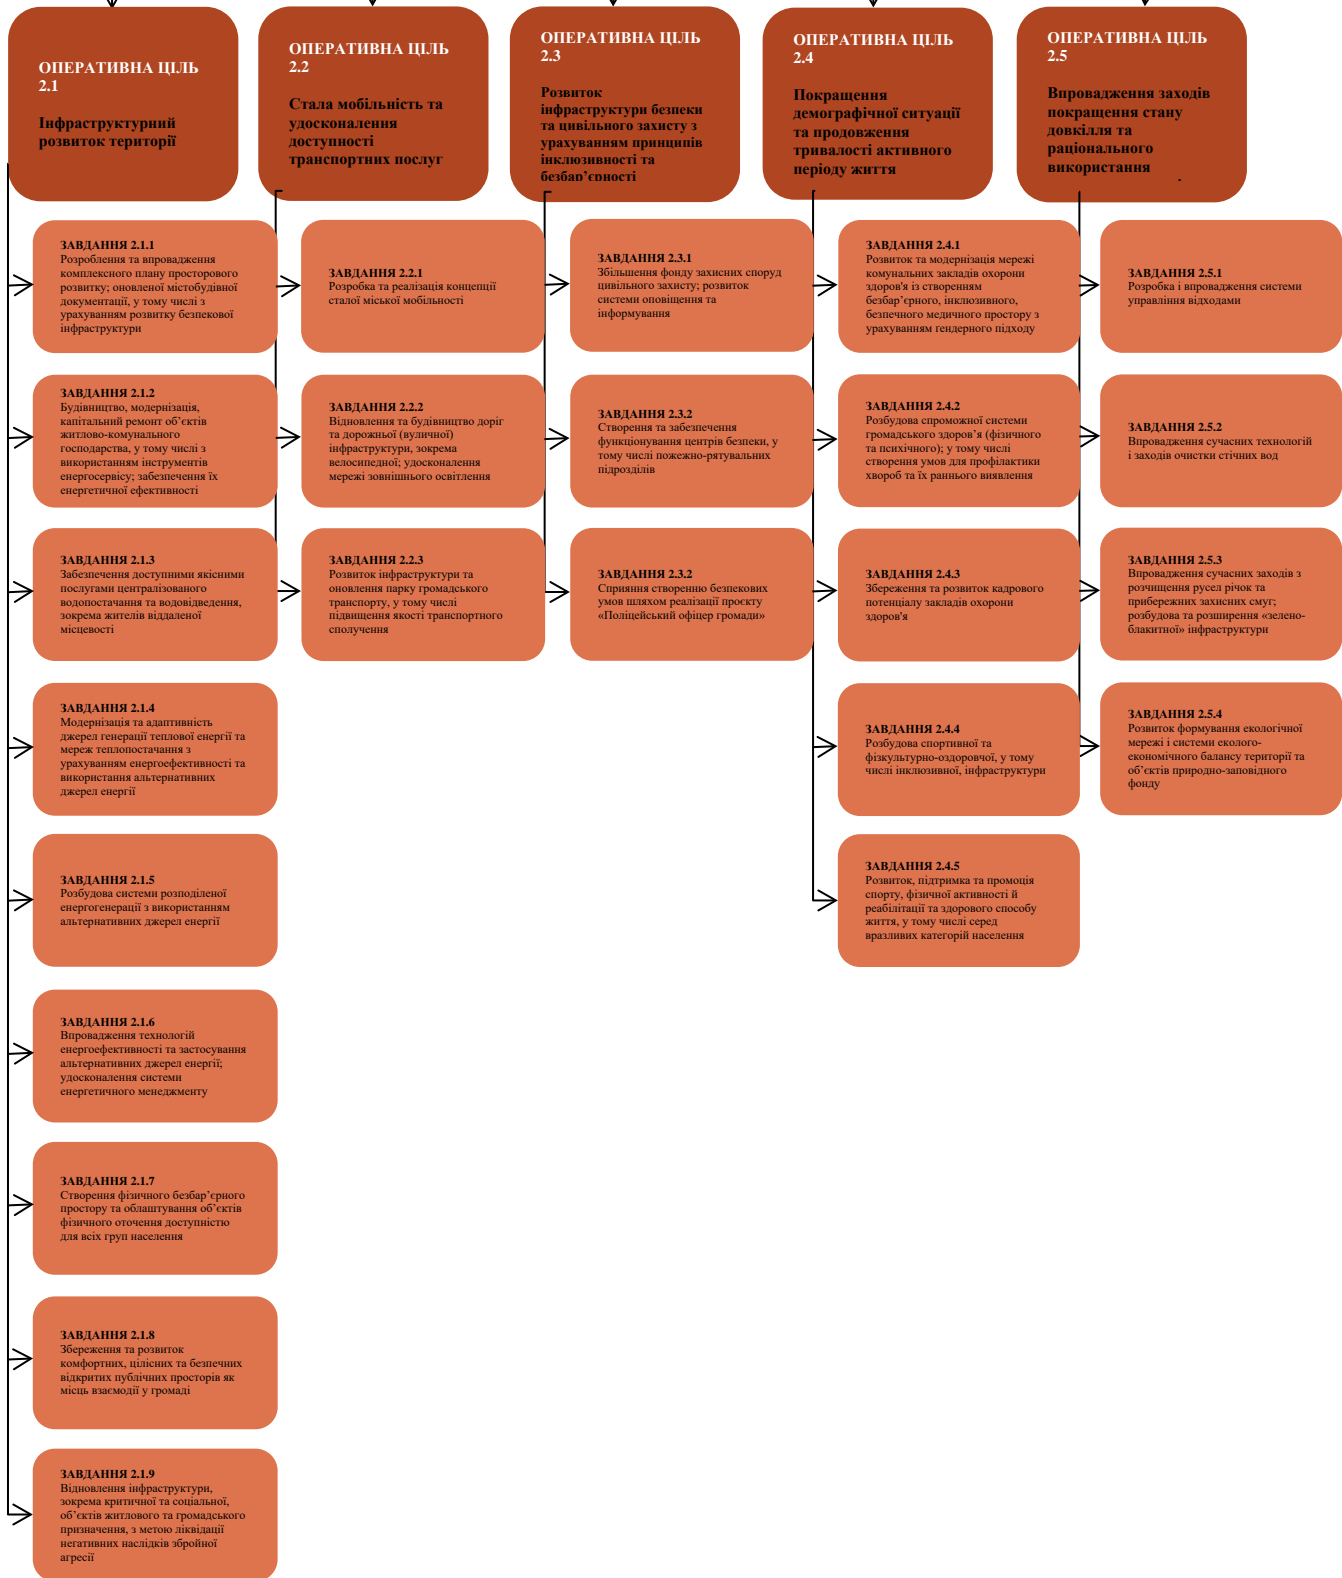 ОПЕРАТИВНА ЦІЛЬ
2.1
Інфраструктурний
розвиток території
ОПЕРАТИВНА ЦІЛЬ
2.2
Стала мобільність та
удосконалення
доступності
транспортних послуг
ОПЕРАТИВНА ЦІЛЬ
2.3
Розвиток
інфраструктури безпеки
та цивільного захисту з
урахуванням принципів
інклюзивності та
безбар’єрності
ОПЕРАТИВНА ЦІЛЬ
2.4
Покращення
демографічної ситуації
та продовження
тривалості активного
періоду життя
ОПЕРАТИВНА ЦІЛЬ
2.5
Впровадження заходів
покращення стану
довкілля та
раціонального
використання
ЗАВДАННЯ 2.1.1
Розроблення та впровадження
комплексного плану просторового
розвитку; оновленої містобудівної
документації, у тому числі з
урахуванням розвитку безпекової
інфраструктури
ЗАВДАННЯ 2.1.2
Будівництво, модернізація,
капітальний ремонт об’єктів
житлово-комунального
господарства, у тому числі з
використанням інструментів
енергосервісу; забезпечення їх
енергетичної ефективності
ЗАВДАННЯ 2.1.3
Забезпечення доступними якісними
послугами централізованого
водопостачання та водовідведення,
зокрема жителів віддаленої
місцевості
ЗАВДАННЯ 2.1.4
Модернізація та адаптивність
джерел генерації теплової енергії та
мереж теплопостачання з
урахуванням енергоефективності та
використання альтернативних
джерел енергії
ЗАВДАННЯ 2.1.5
Розбудова системи розподіленої
енергогенерації з використанням
альтернативних джерел енергії
ЗАВДАННЯ 2.1.6
Впровадження технологій
енергоефективності та застосування
альтернативних джерел енергії;
удосконалення системи
енергетичного менеджменту
ЗАВДАННЯ 2.1.7
Створення фізичного безбар’єрного
простору та облаштування об’єктів
фізичного оточення доступністю
для всіх груп населення
ЗАВДАННЯ 2.1.8
Збереження та розвиток
комфортних, цілісних та безпечних
відкритих публічних просторів як
місць взаємодії у громаді
ЗАВДАННЯ 2.1.9
Відновлення інфраструктури,
зокрема критичної та соціальної,
об’єктів житлового та громадського
призначення, з метою ліквідації
негативних наслідків збройної
агресії
ЗАВДАННЯ 2.2.1
Розробка та реалізація концепції
сталої міської мобільності
ЗАВДАННЯ 2.2.2
Відновлення та будівництво доріг
та дорожньої (вуличної)
інфраструктури, зокрема
велосипедної; удосконалення
мережі зовнішнього освітлення
ЗАВДАННЯ 2.2.3
Розвиток інфраструктури та
оновлення парку громадського
транспорту, у тому числі
підвищення якості транспортного
сполучення
ЗАВДАННЯ 2.3.1
Збільшення фонду захисних споруд
цивільного захисту; розвиток
системи оповіщення та
інформування
ЗАВДАННЯ 2.3.2
Створення та забезпечення
функціонування центрів безпеки, у
тому числі пожежно-рятувальних
підрозділів
ЗАВДАННЯ 2.3.2
Сприяння створенню безпекових
умов шляхом реалізації проєкту
«Поліцейський офіцер громади»
ЗАВДАННЯ 2.4.1
Розвиток та модернізація мережі
комунальних закладів охорони
здоров'я із створенням
безбар’єрного, інклюзивного,
безпечного медичного простору з
урахуванням ґендерного підходу
ЗАВДАННЯ 2.4.2
Розбудова спроможної системи
громадського здоров’я (фізичного
та психічного); у тому числі
створення умов для профілактики
хвороб та їх раннього виявлення
ЗАВДАННЯ 2.4.3
Збереження та розвиток кадрового
потенціалу закладів охорони
здоров'я
ЗАВДАННЯ 2.4.4
Розбудова спортивної та
фізкультурно-оздоровчої, у тому
числі інклюзивної, інфраструктури
ЗАВДАННЯ 2.4.5
Розвиток, підтримка та промоція
спорту, фізичної активності й
реабілітації та здорового способу
життя, у тому числі серед
вразливих категорій населення
ЗАВДАННЯ 2.5.1
Розробка і впровадження системи
управління відходами
ЗАВДАННЯ 2.5.2
Впровадження сучасних технологій
і заходів очистки стічних вод
ЗАВДАННЯ 2.5.3
Впровадження сучасних заходів з
розчищення русел річок та
прибережних захисних смуг;
розбудова та розширення «зелено-
блакитної» інфраструктури
ЗАВДАННЯ 2.5.4
Розвиток формування екологічної
мережі і системи еколого-
економічного балансу території та
об’єктів природно-заповідного
фонду